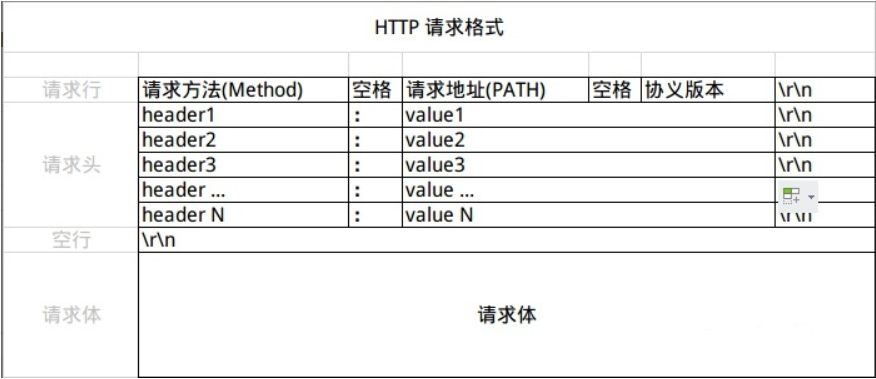 HTTP 请求格式
请求行 请求方法(Method) 空格 请求地址(PATH) 空格 协义版本 \r\n
header1 : value1 \r\n
header2 : value2 \r\n
请求头 header3 : value3 \r\n
header ... : value ...
header N : value N \r\n
空行 \r\n
请求体 请求体